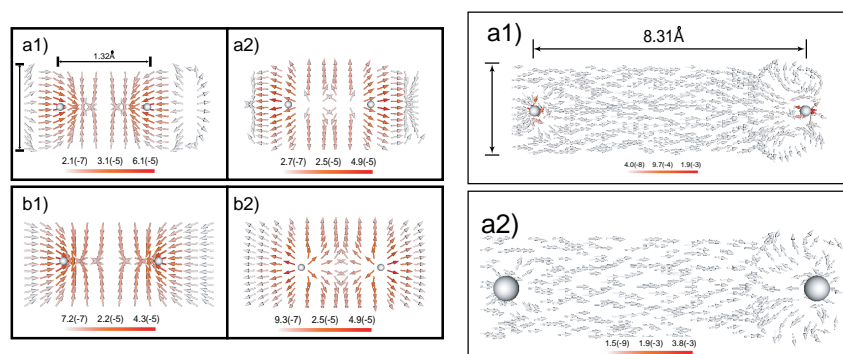 a1)
1.32Å
2.1(-7) 3.1(-5) 6.1(-5)
a2)
2.7(-7) 2.5(-5) 4.9(-5)
b1)
7.2(-7) 2.2(-5) 4.3(-5)
b2)
9.3(-7) 2.5(-5) 4.9(-5)
a1)
8.31Å
4.0(-8) 9.7(-4) 1.9(-3)
a2)
1.5(-9) 1.9(-3) 3.8(-3)